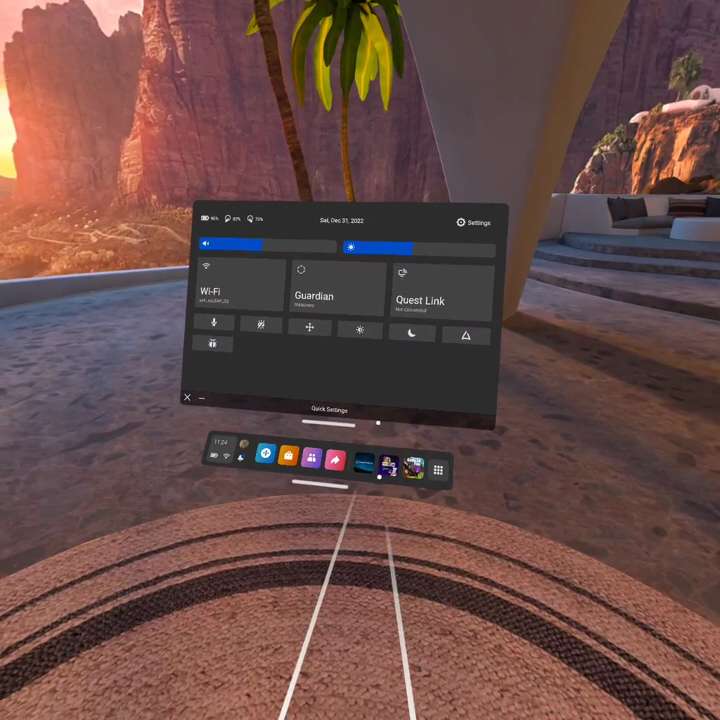 Sat, Dec 31, 2022
Settings
Wi-Fi
Guardian
Stationary
Quest Link
Not Connected
Quick Settings
11:24